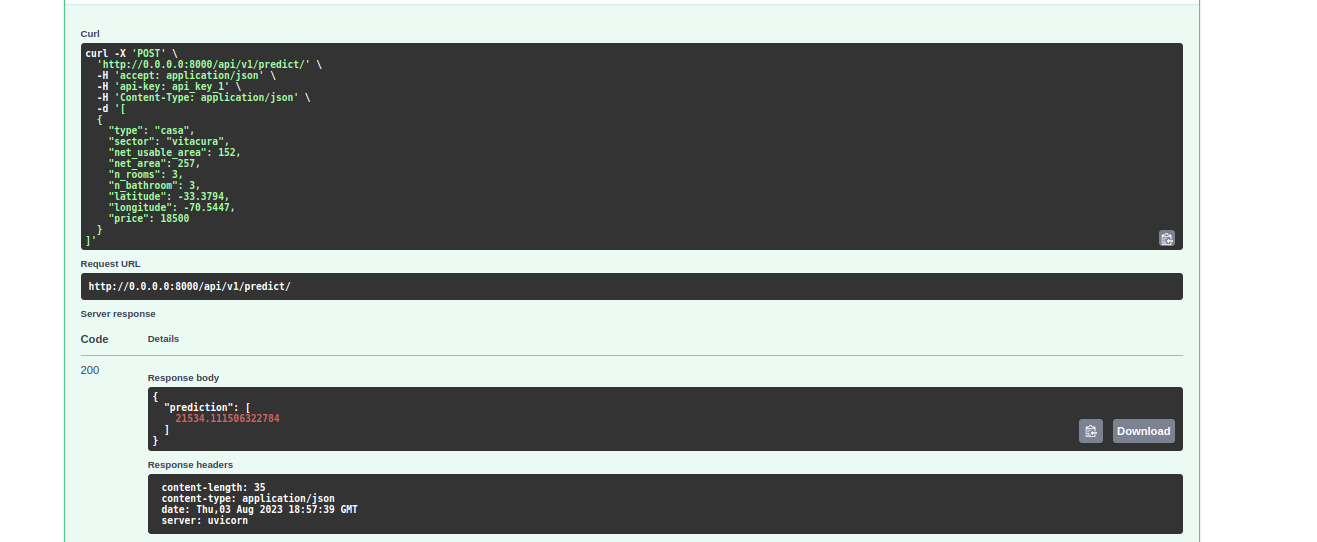 Curl
curl -X 'POST' \
  'http://0.0.0.0:8000/api/v1/predict/' \
  -H 'accept: application/json' \
  -H 'api-key: api_key_1' \
  -H 'Content-Type: application/json' \
  -d '[
  {
    "type": "casa",
    "sector": "vitacura",
    "net_usable_area": 152,
    "net_area": 257,
    "n_rooms": 3,
    "n_bathroom": 3,
    "latitude": -33.3794,
    "longitude": -70.5447,
    "price": 18500
  }
]'
Request URL
http://0.0.0.0:8000/api/v1/predict/
Server response
Code Details
200
Response body
{
  "prediction": [
    21534.111506322784
  ]
}
Download
Response headers
content-length: 35
content-type: application/json
date: Thu,03 Aug 2023 18:57:39 GMT
server: uvicorn